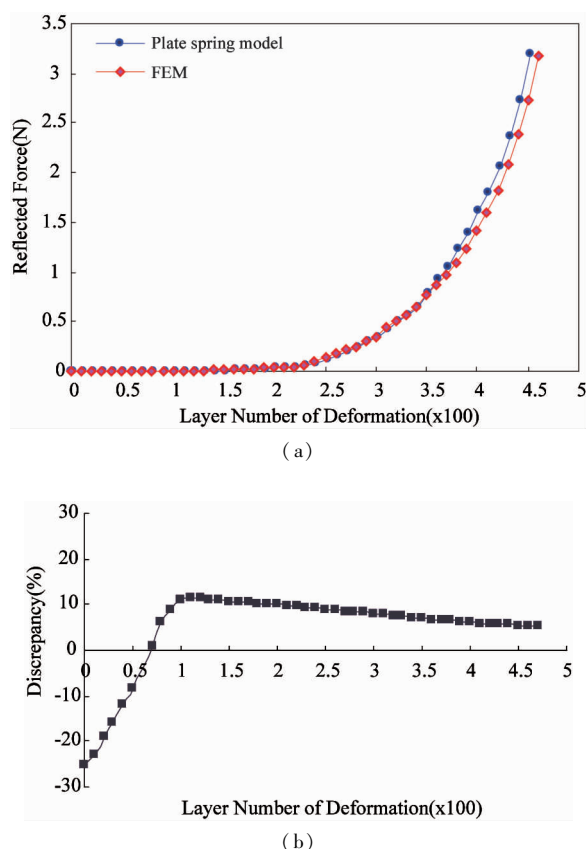 3.5
3
2.5
2
1.5
1
0.5
0
Reflected Force(N)
Plate spring model
FEM
0 0.5 1 1.5 2 2.5 3 3.5 4 4.5 5
Layer Number of Deformation(x100)
(a)
30
20
10
0
-10
-20
-30
Discrepancy(%)
0 0.5 1 1.5 2 2.5 3 3.5 4 4.5 5
Layer Number of Deformation(x100)
(b)